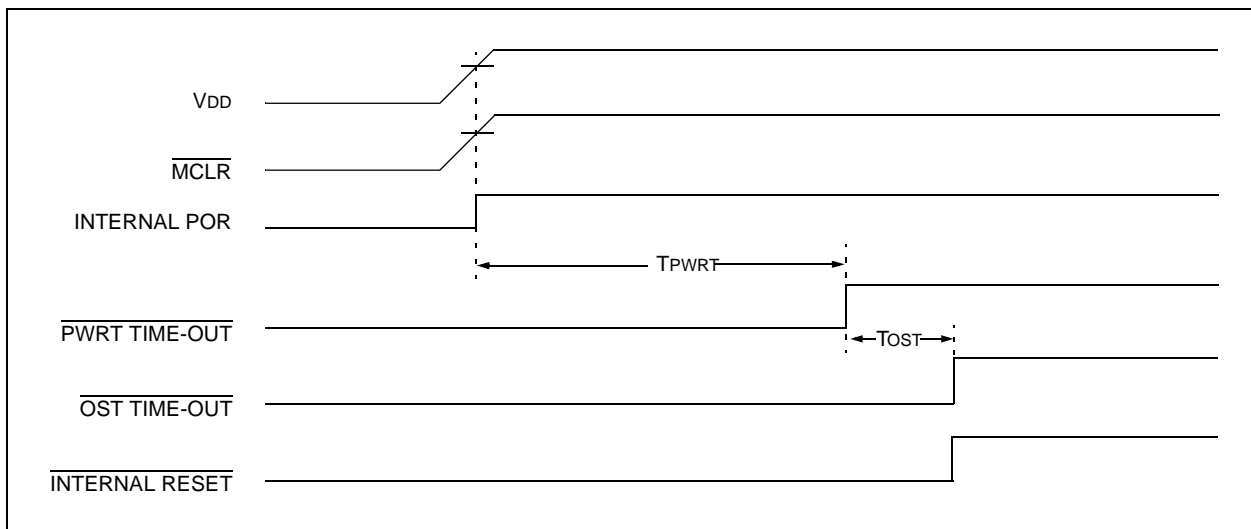 VDD
MCLR
INTERNAL POR
TPWRT
PWRT TIME-OUT
TOST
OST TIME-OUT
INTERNAL RESET